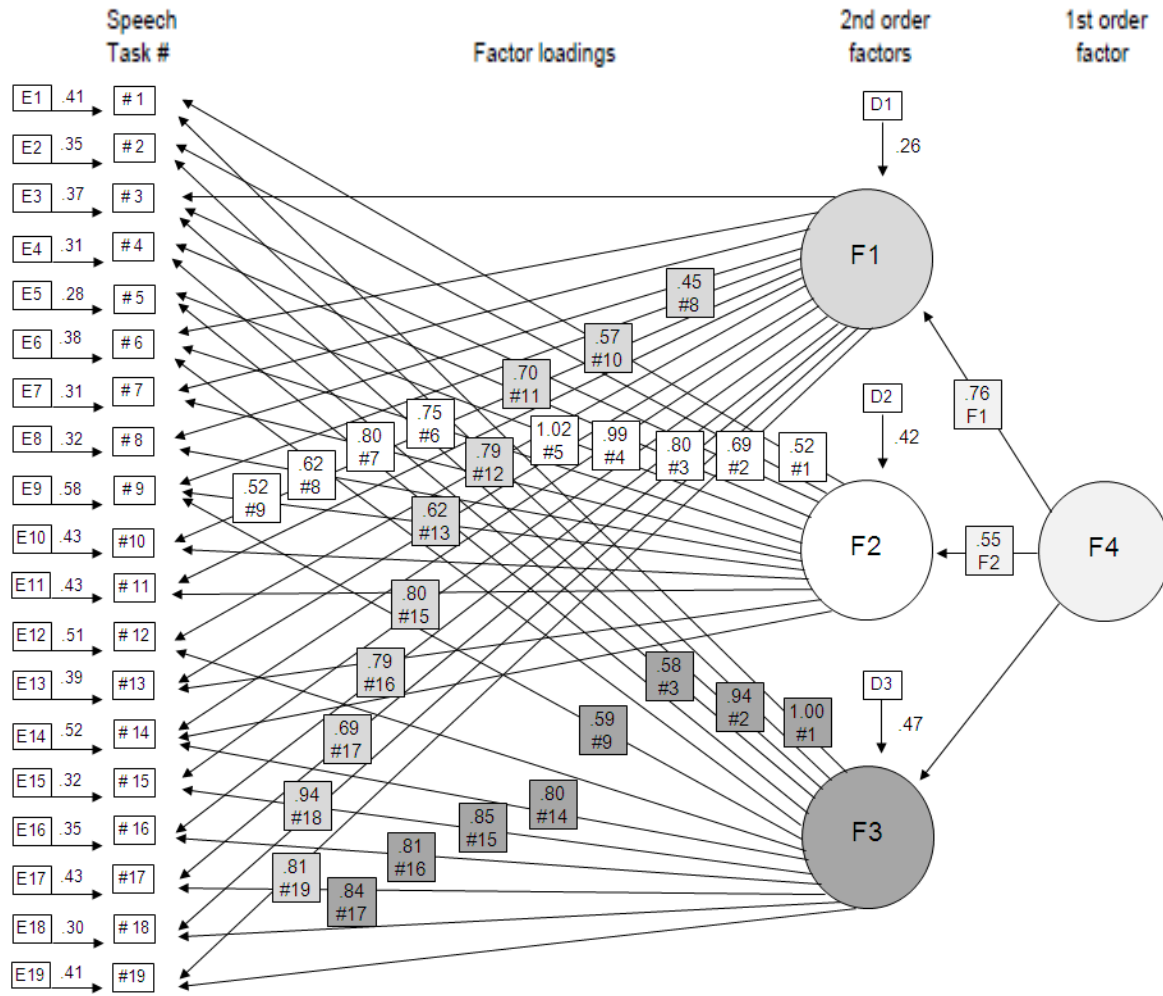 Speech
Task #
Factor loadings
2nd order
factors
1st order
factor
E1 .41 # 1
E2 .35 # 2
E3 .37 # 3
E4 .31 # 4
E5 .28 # 5
E6 .38 # 6
E7 .31 # 7
E8 .32 # 8
E9 .58 # 9
E10 .43 #10
E11 .43 # 11
E12 .51 # 12
E13 .39 #13
E14 .52 # 14
E15 .32 # 15
E16 .35 # 16
E17 .43 #17
E18 .30 # 18
E19 .41 #19
D1
.26
F1
.45
#8
.57
#10
.70
#11
.76
F1
D2
.42
.75
#6
.80
#7
.62
#8
.52
#9
.79
#12
1.02
#5
.99
#4
.80
#3
.69
#2
.52
#1
.62
#13
F2
.55
F2
F4
.80
#15
.79
#16
.69
#17
.94
#18
.81
#19
.58
#3
.94
#2
1.00
#1
D3
.47
.59
#9
.80
#14
.85
#15
.81
#16
.84
#17
F3